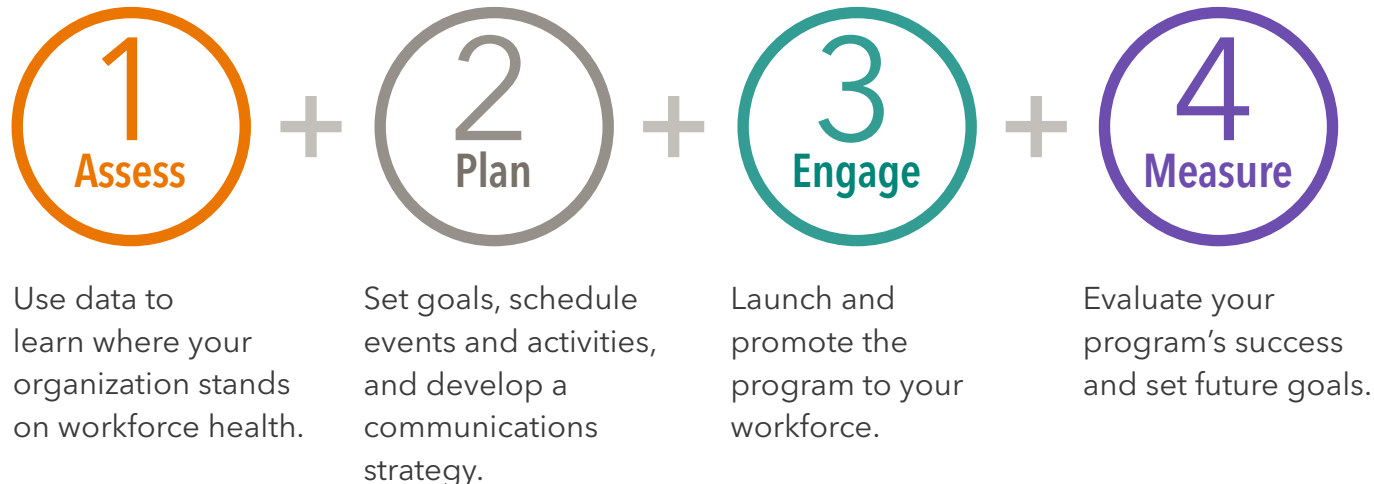 1
Assess
+
2
Plan
+
3
Engage
+
4
Measure
Use data to
learn where your
organization stands
on workforce health.
Set goals, schedule
events and activities,
and develop a
communications
strategy.
Launch and
promote the
program to your
workforce.
Evaluate your
program’s success
and set future goals.